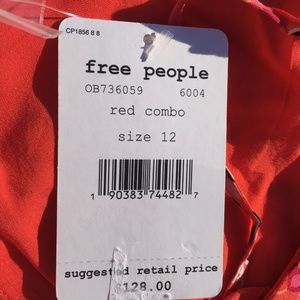 CP1856 8 8
free people
OB736059 6004
red combo
size 12
1 90383 74482 7
suggested retail price
$128.00